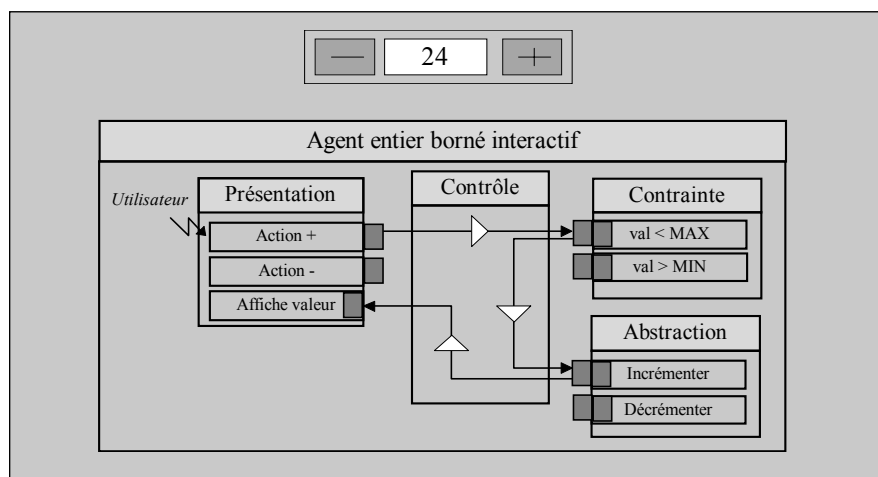 24
Agent entier borné interactif
Utilisateur
Présentation
Action +
Action -
Affiche valeur
Contrôle
Contrainte
val < MAX
val > MIN
Abstraction
Incrémenter
Décrémenter